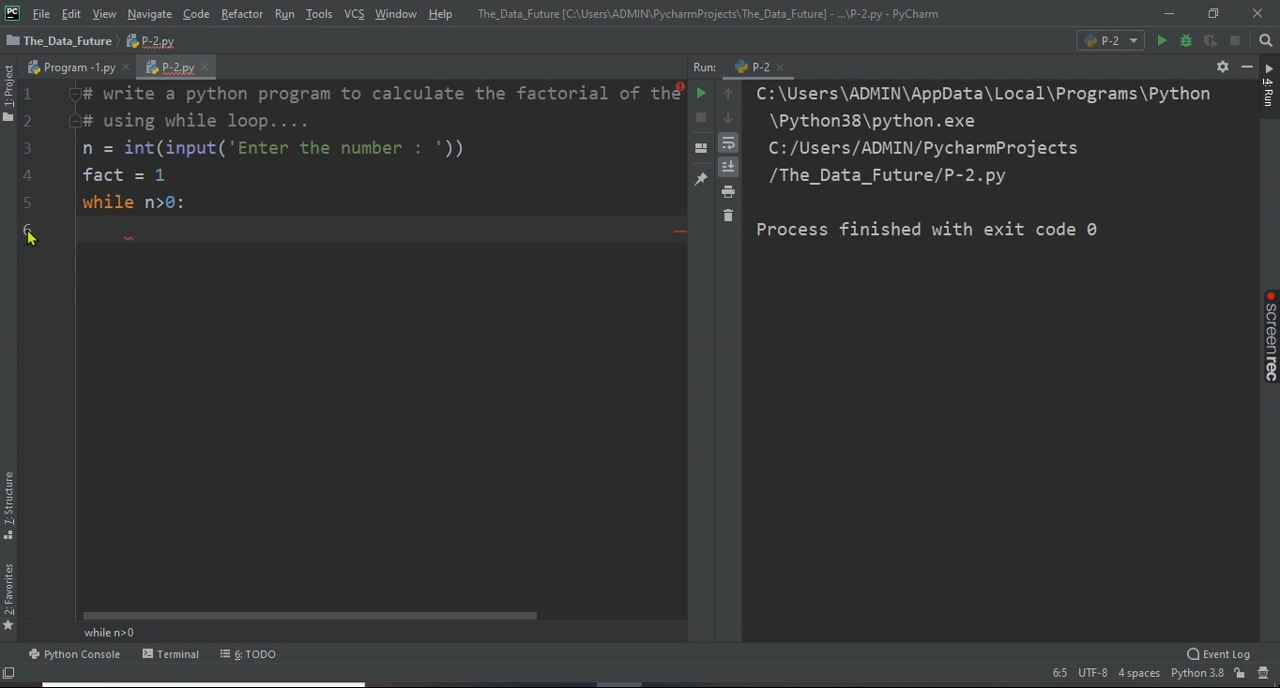 File Edit View Navigate Code Refactor Run Tools VCS Window Help The_Data_Future [C:\Users\ADMIN\PycharmProjects\The_Data_Future] - ...\P-2.py - PyCharm
The_Data_Future P-2.py P-2
Program -1.py P-2.py Run: P-2
1 # write a python program to calculate the factorial of the
2 # using while loop....
3 n = int(input('Enter the number : '))
4 fact = 1
5 while n>0:
6
C:\Users\ADMIN\AppData\Local\Programs\Python
\Python38\python.exe
C:/Users/ADMIN/PycharmProjects
/The_Data_Future/P-2.py
Process finished with exit code 0
1: Project
7: Structure
2: Favorites
4: Run
screenrec
while n>0
Python Console Terminal 6: TODO Event Log
6:5 UTF-8 4 spaces Python 3.8